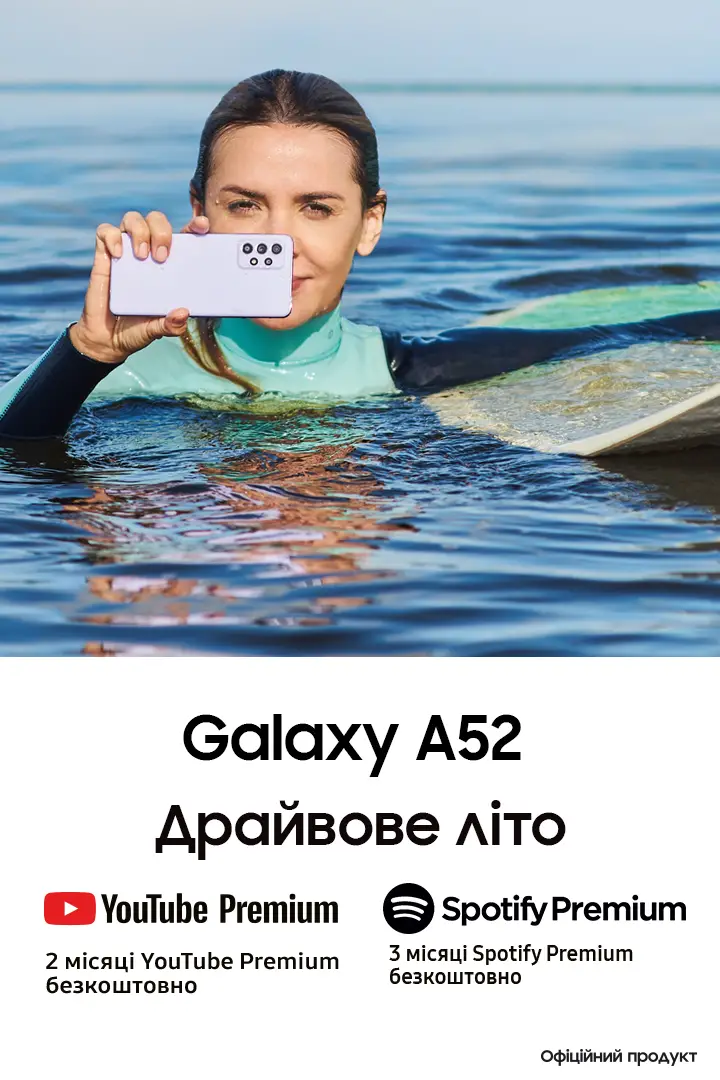 Galaxy A52
Драйвове літо
YouTube Premium
2 місяці YouTube Premium
безкоштовно
Spotify Premium
3 місяці Spotify Premium
безкоштовно
Офіційний продукт